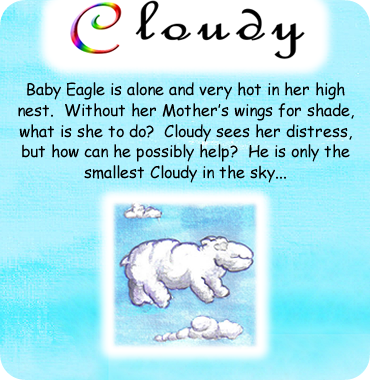 Cloudy
Baby Eagle is alone and very hot in her high
nest.  Without her Mother's wings for shade,
what is she to do?  Cloudy sees her distress,
but how can he possibly help?  He is only the
smallest Cloudy in the sky...